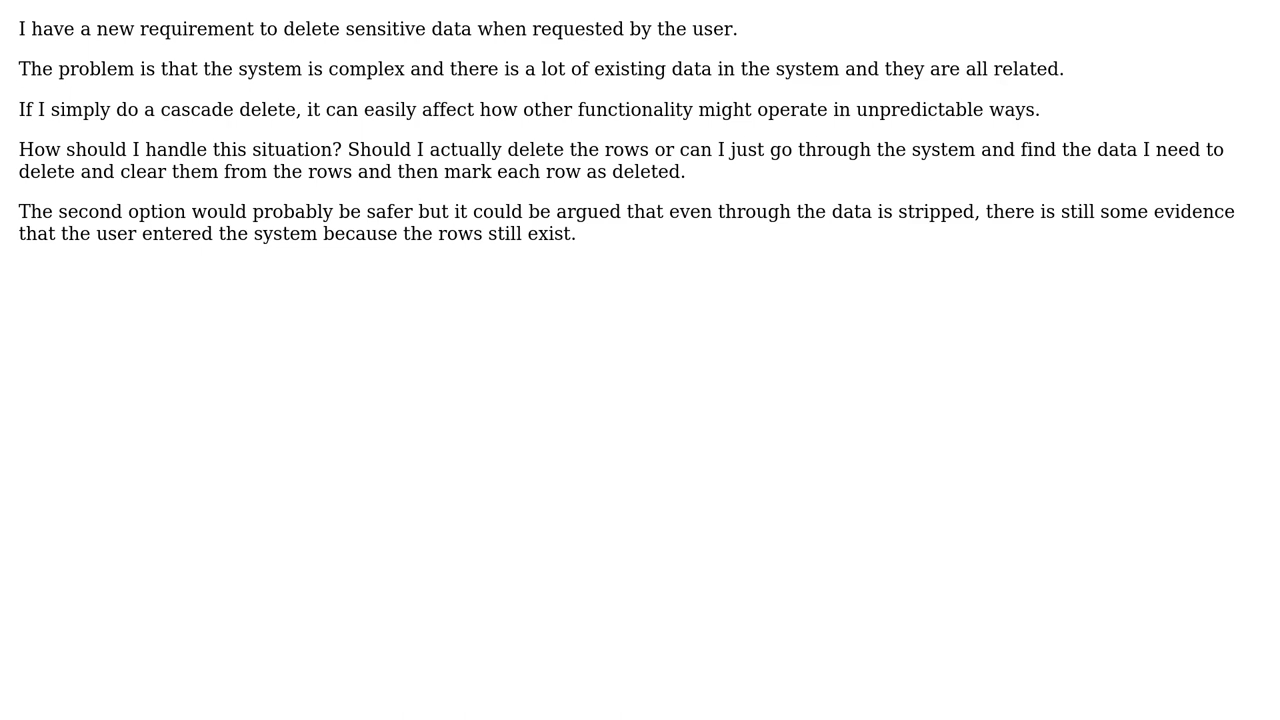 I have a new requirement to delete sensitive data when requested by the user.
The problem is that the system is complex and there is a lot of existing data in the system and they are all related.
If I simply do a cascade delete, it can easily affect how other functionality might operate in unpredictable ways.
How should I handle this situation? Should I actually delete the rows or can I just go through the system and find the data I need to
delete and clear them from the rows and then mark each row as deleted.
The second option would probably be safer but it could be argued that even through the data is stripped, there is still some evidence
that the user entered the system because the rows still exist.